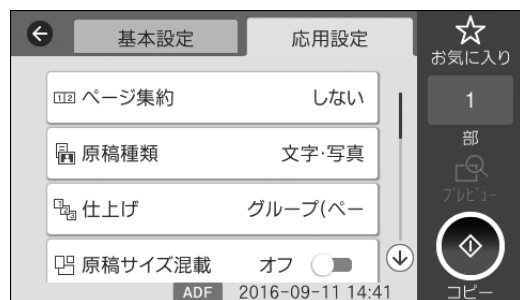 基本設定
応用設定
お気に入り
ページ集約 しない
1
部
原稿種類 文字・写真
プレビュー
仕上げ グループ(ペー
原稿サイズ混載 オフ
ADF 2016-09-11 14:41
コピー